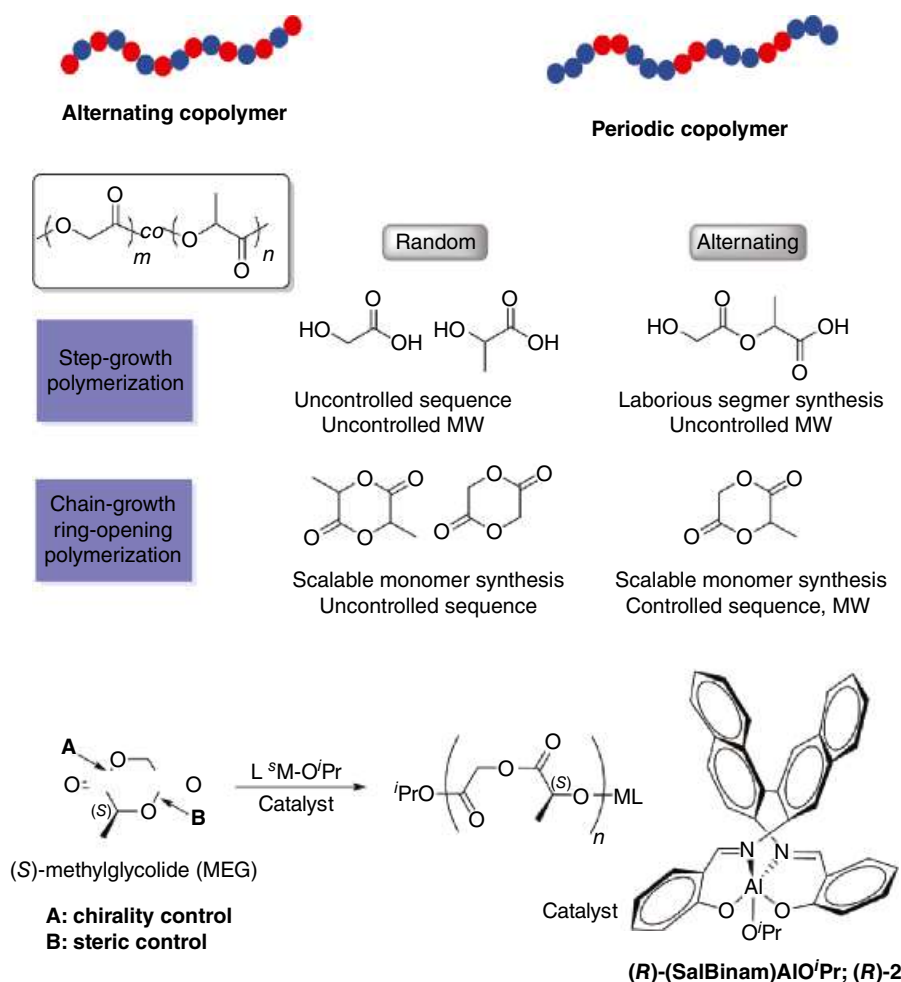 Alternating copolymer
Periodic copolymer
O
O
m
co
O
O
n
Random
Alternating
Step-growth
polymerization
HO
O
OH
HO
O
OH
HO
O
O
OH
O
Uncontrolled sequence
Uncontrolled MW
Laborious segmer synthesis
Uncontrolled MW
Chain-growth
ring-opening
polymerization
O
O
O
O
O
O
O
O
O
O
O
O
Scalable monomer synthesis
Uncontrolled sequence
Scalable monomer synthesis
Controlled sequence, MW
A
O
O
O
O
(S)
B
L ˢM-OⁱPr
Catalyst
ⁱPrO
O
O
O
(S)
O
ML
n
(S)-methylglycolide (MEG)
A: chirality control
B: steric control
Catalyst
N
N
Al
O
O
OⁱPr
(R)-(SalBinam)AlOⁱPr; (R)-2